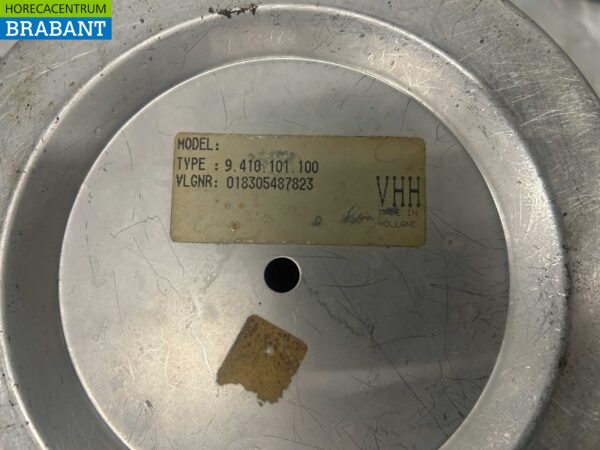 HORECACENTRUM
BRABANT
MODEL:
TYPE : 9.410.101.100
VLGNR: 018305487823
VHH
MADE IN
HOLLAND